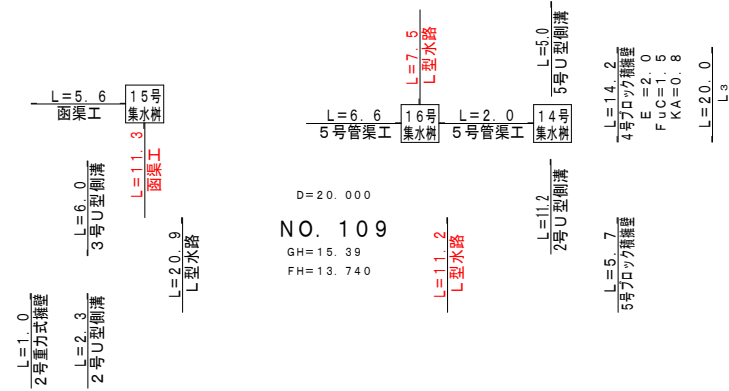 L=5. 6
函渠工
15号
集水桝
L=11. 3
函渠工
L=6. 0
3号U型側溝
L=20. 9
L型水路
L=1. 0
2号重力式擁壁
L=2. 3
2号U型側溝
L=7. 5
L型水路
L=6. 6
5号管渠工
16号
集水桝
L=2. 0
5号管渠工
14号
集水桝
L=5.0
5号U型側溝
L=14. 2
4号ブロック積擁壁
E =2. 0
FuC=1. 5
KA=0. 8
L=20. 0
L3
D=20. 000
NO. 109
GH=15. 39
FH=13. 740
L=11.2
L型水路
L=11.2
2号U型側溝
L=5. 7
5号ブロック積擁壁